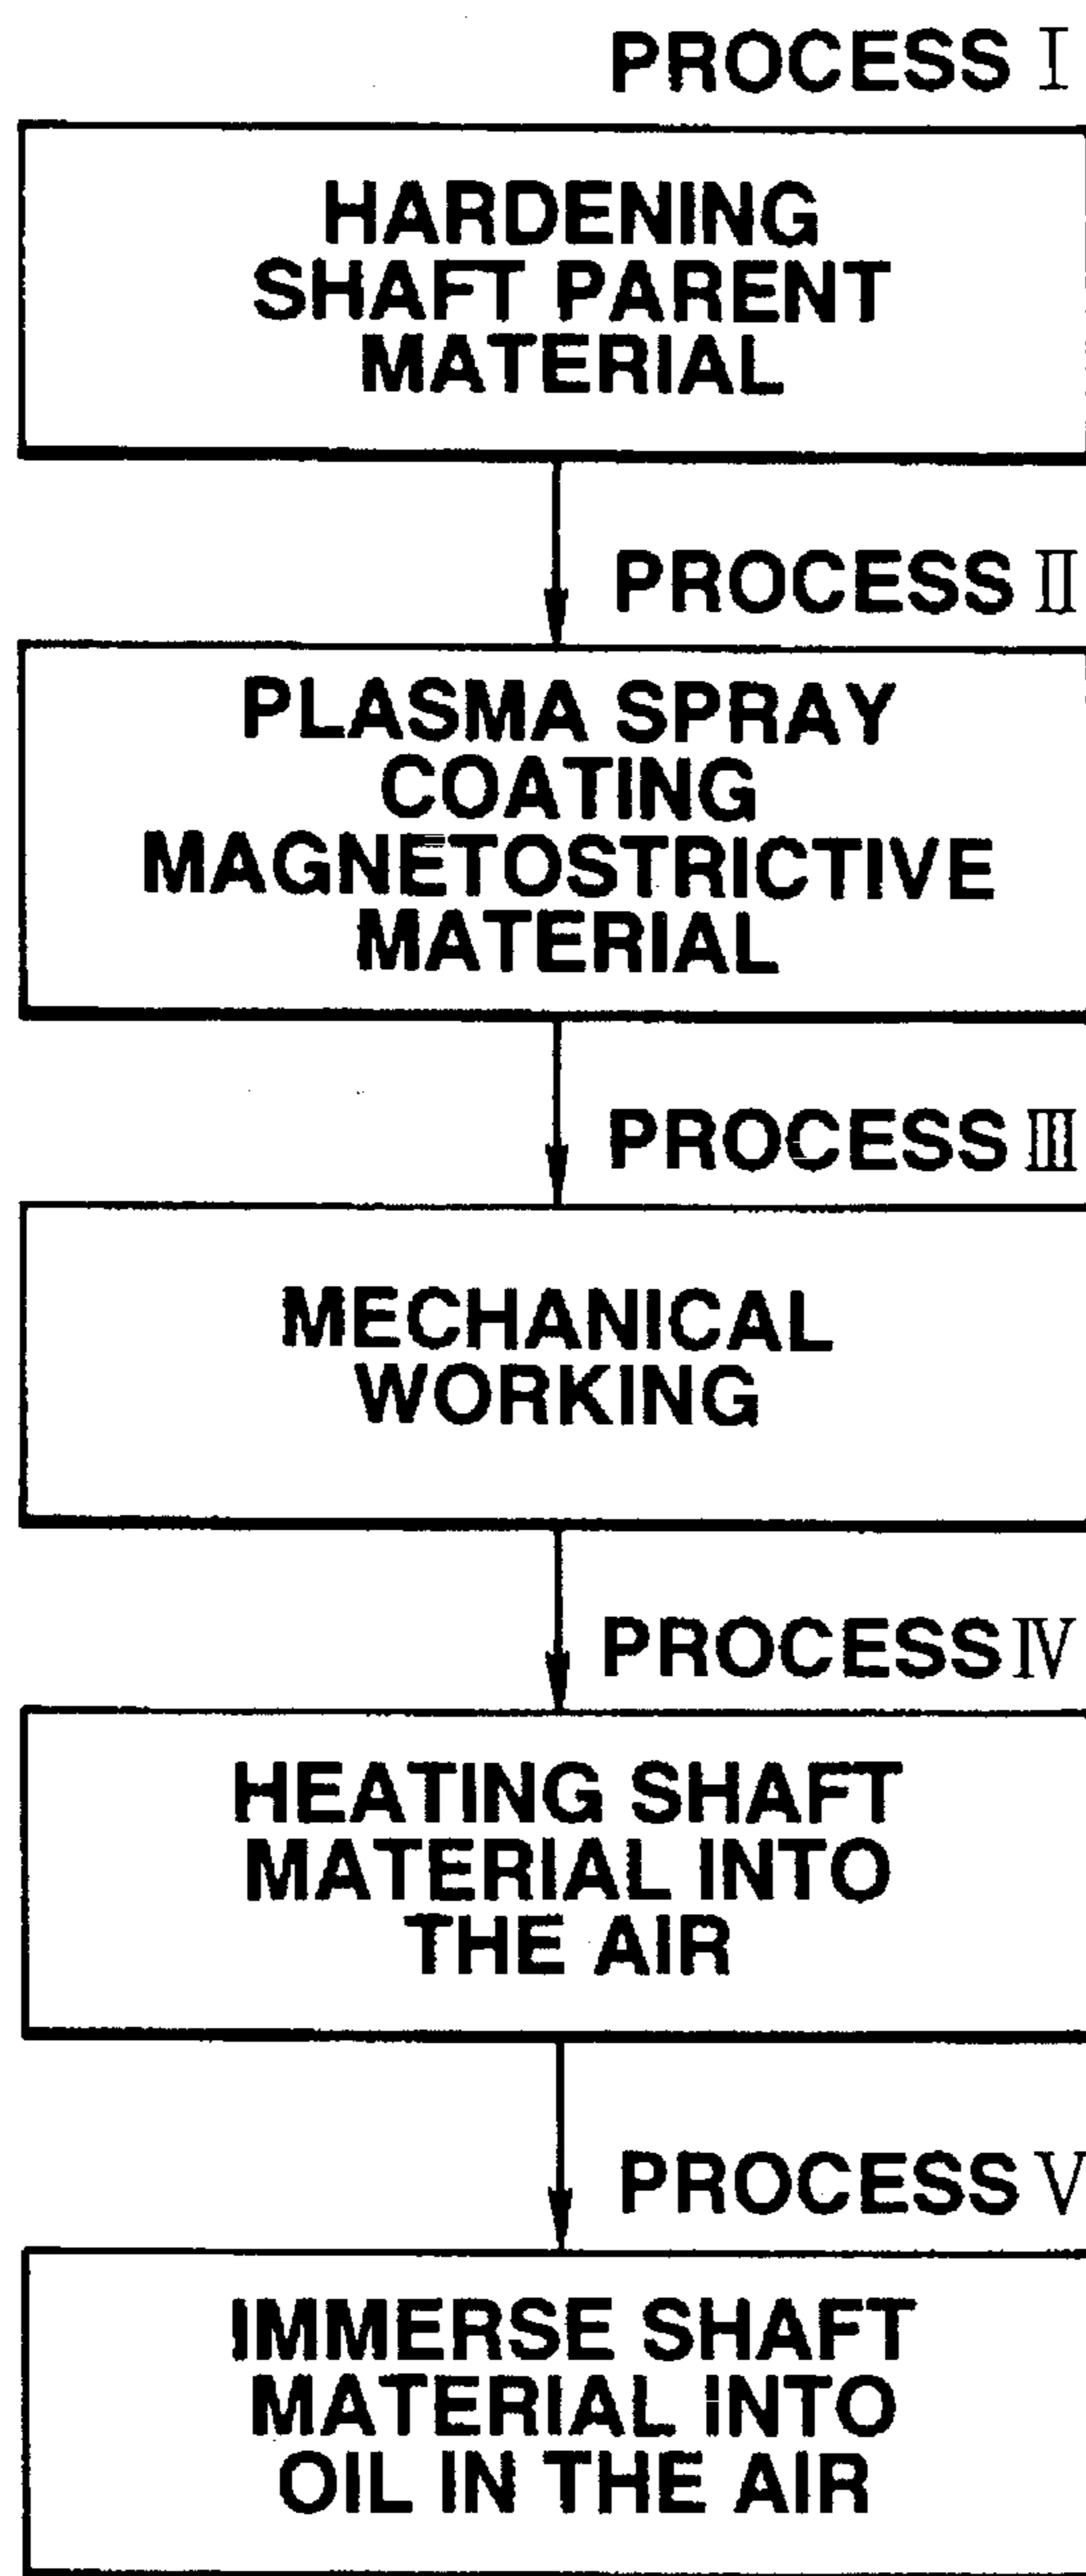 PROCESS Ⅰ
HARDENING
SHAFT PARENT
MATERIAL
PROCESS Ⅱ
PLASMA SPRAY
COATING
MAGNETOSTRICTIVE
MATERIAL
PROCESS Ⅲ
MECHANICAL
WORKING
PROCESS Ⅳ
HEATING SHAFT
MATERIAL INTO
THE AIR
PROCESS Ⅴ
IMMERSE SHAFT
MATERIAL INTO
OIL IN THE AIR